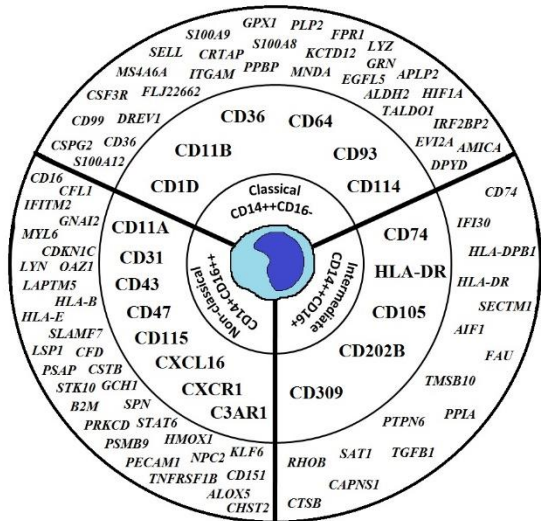 GPX1
PLP2
S100A9
FPR1
S100A8
LYZ
SELL
CRTAP
KCTD12
GRN
MS4A6A
ITGAM
PPBP
MNDA
EGFL5
APLP2
CSF3R
FLJ22662
ALDH2
HIF1A
CD99
DREV1
TALDO1
IRF2BP2
CSPG2
CD36
EVI2A
AMICA
S100A12
DPYD
CD36
CD64
CD11B
CD93
CD1D
CD114
Classical
CD14++CD16-
CD16
CFL1
IFITM2
GNAI2
MYL6
CDKN1C
LYN
OAZ1
LAPTM5
HLA-B
HLA-E
SLAMF7
LSP1
CFD
PSAP
CSTB
STK10
GCH1
B2M
SPN
PRKCD
STAT6
PSMB9
HMOX1
PECAM1
NPC2
KLF6
TNFRSF1B
CD151
ALOX5
CHST2
CD11A
CD31
CD43
CD47
CD115
CXCL16
CXCR1
C3AR1
Non-classical
CD14+CD16++
Intermediate
CD14++CD16+
CD74
HLA-DR
CD105
CD202B
CD309
CD74
IFI30
HLA-DPB1
HLA-DR
SECTM1
AIF1
FAU
TMSB10
PPIA
PTPN6
TGFB1
SAT1
RHOB
CAPNS1
CTSB